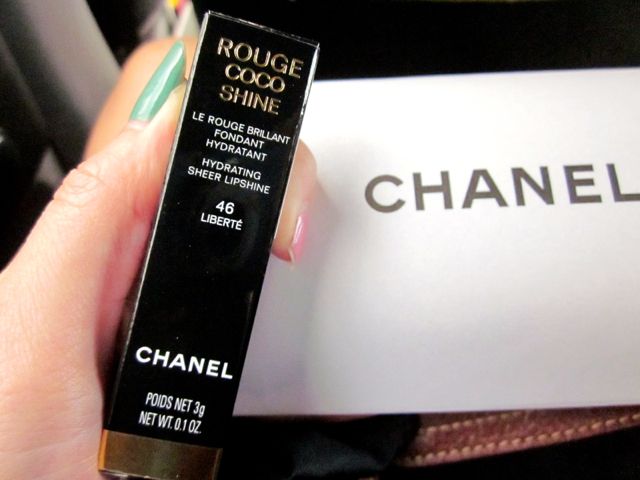 ROUGE
COCO
SHINE
LE ROUGE BRILLANT
FONDANT
HYDRATANT
HYDRATING
SHEER LIPSHINE
46
LIBERTÉ
CHANEL
POIDS NET 3g
NET WT. 0.1 OZ.
CHANEL